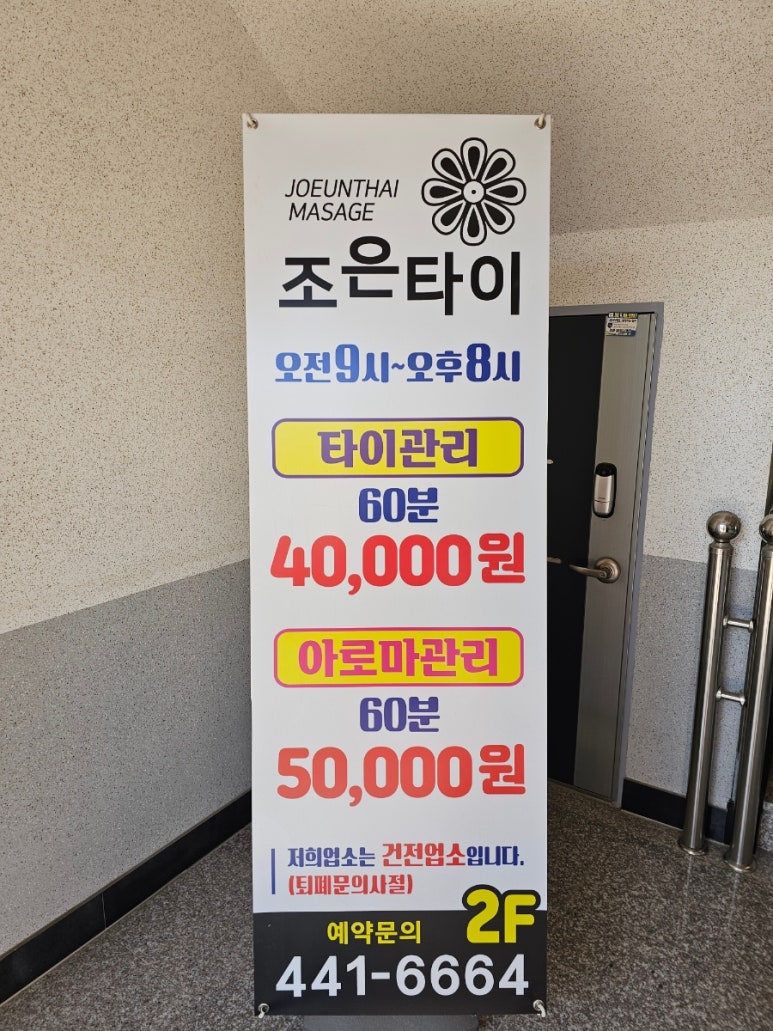 JOEUNTHAI
MASAGE
조은타이
오전9시~오후8시
타이관리
60분
40,000원
아로마관리
60분
50,000원
저희업소는 건전업소입니다.
(퇴폐문의사절)
2F
예약문의
441-6664